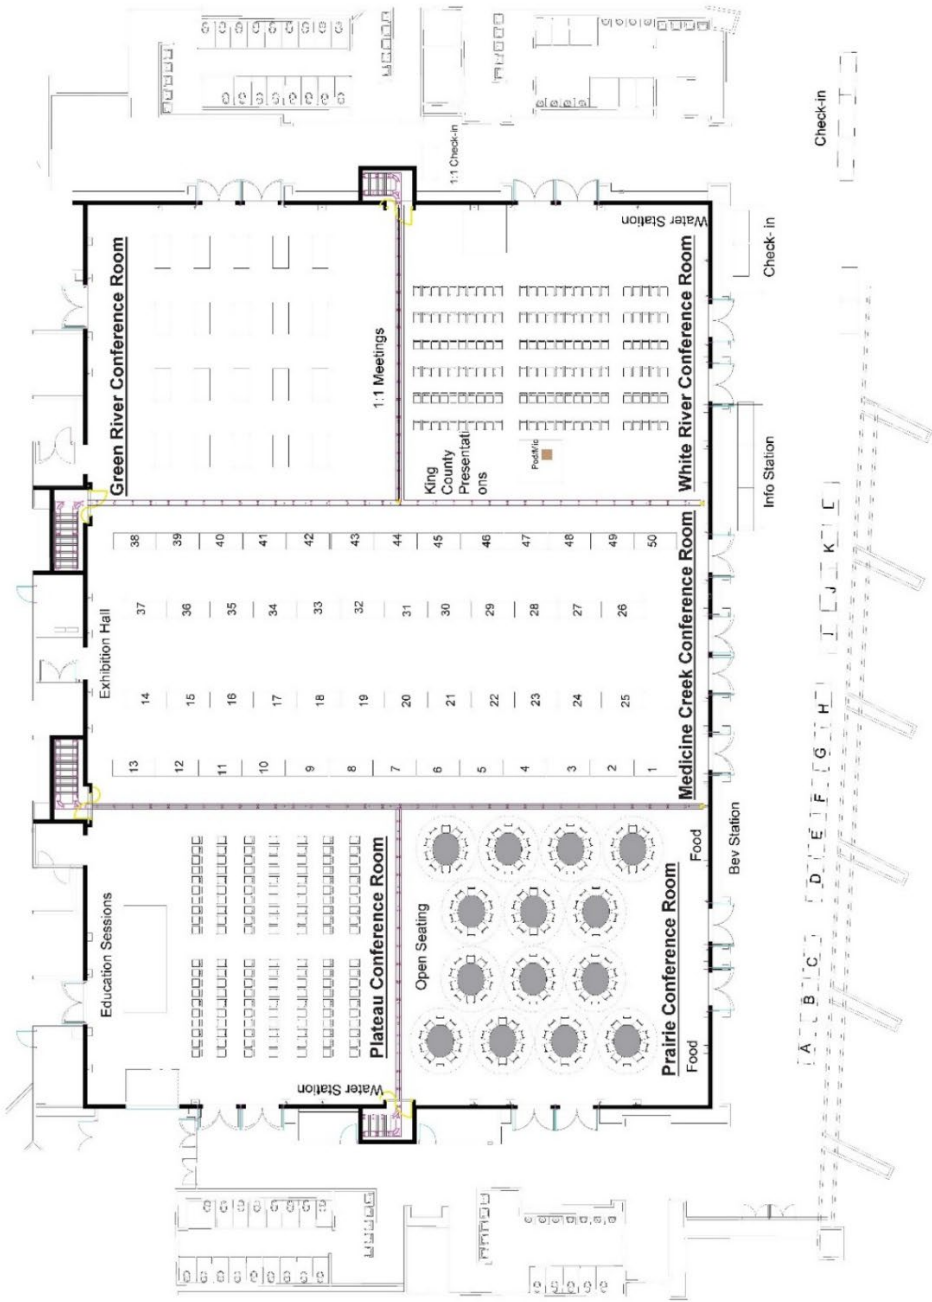 Check-in
1:1 Check-in
Water Station
Check- in
Green River Conference Room
1:1 Meetings
King
County
Presentati
ons
Podi/Mic
White River Conference Room
Info Station
Exhibition Hall
38
39
40
41
42
43
44
45
46
47
48
49
50
37
36
35
34
33
32
31
30
29
28
27
26
14
15
16
17
18
19
20
21
22
23
24
25
13
12
11
10
9
8
7
6
5
4
3
2
1
Medicine Creek Conference Room
Education Sessions
Plateau Conference Room
Water Station
Open Seating
Prairie Conference Room
Food
Food
Bev Station
A
B
C
D
E
F
G
H
I
J
K
E